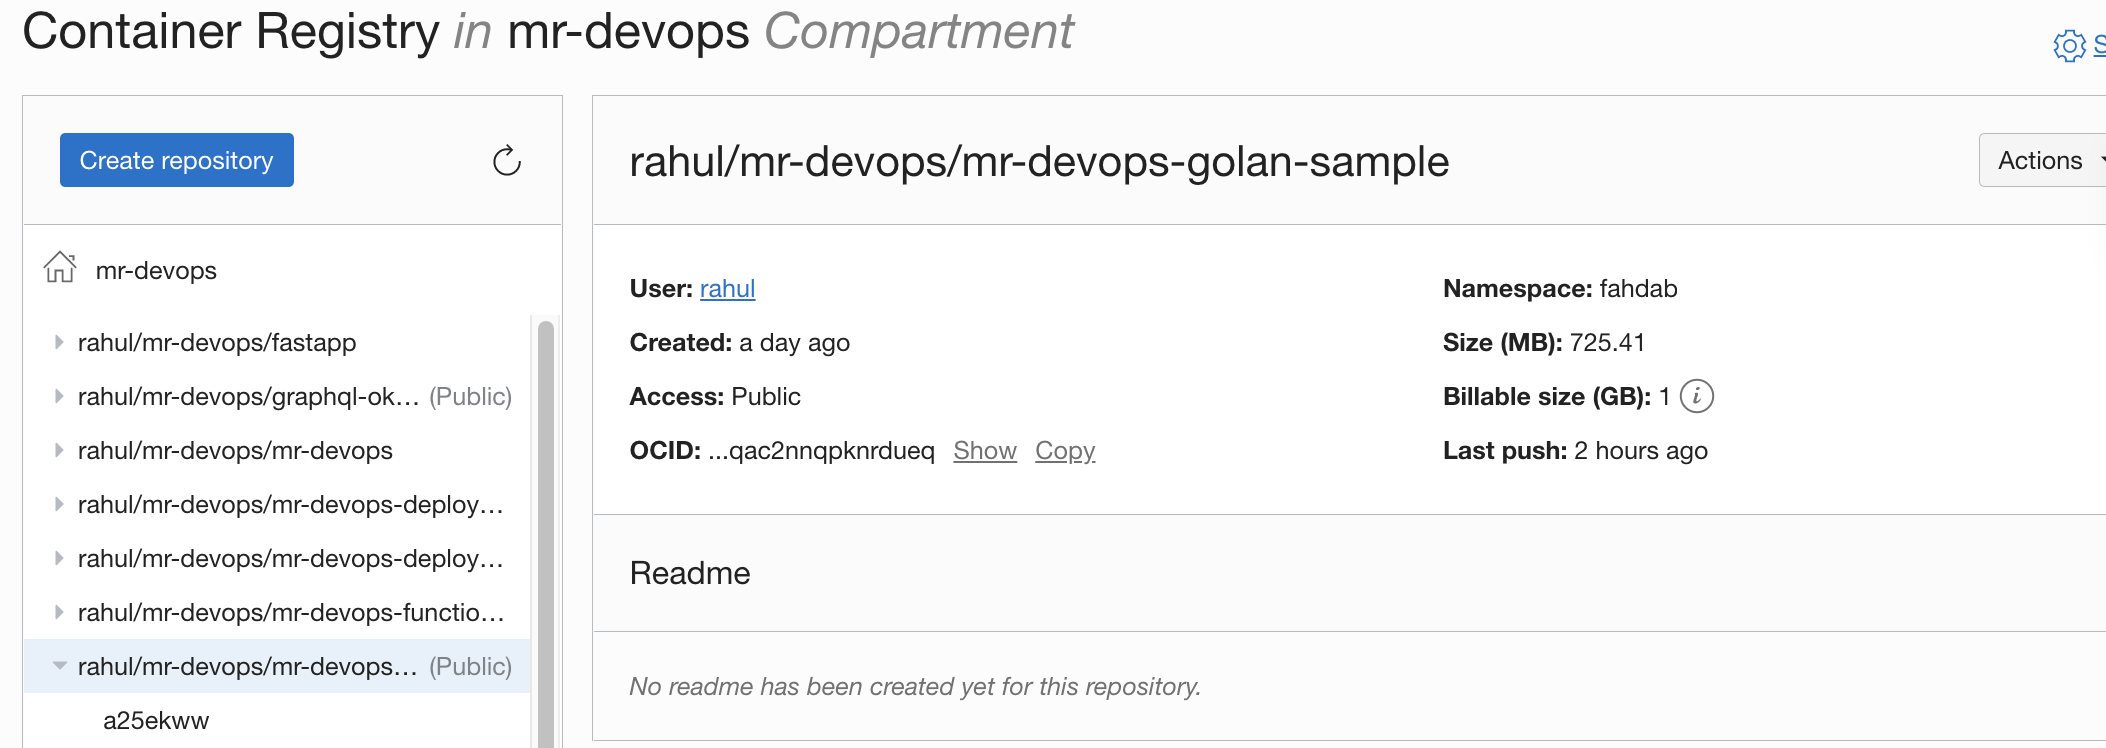 Container Registry in mr-devops Compartment
S
Create repository
mr-devops
rahul/mr-devops/fastapp
rahul/mr-devops/graphql-ok... (Public)
rahul/mr-devops/mr-devops
rahul/mr-devops/mr-devops-deploy...
rahul/mr-devops/mr-devops-deploy...
rahul/mr-devops/mr-devops-functio...
rahul/mr-devops/mr-devops... (Public)
a25ekww
rahul/mr-devops/mr-devops-golan-sample
Actions
User: rahul
Created: a day ago
Access: Public
OCID: ...qac2nnqpknrdueq Show Copy
Namespace: fahdab
Size (MB): 725.41
Billable size (GB): 1 i
Last push: 2 hours ago
Readme
No readme has been created yet for this repository.